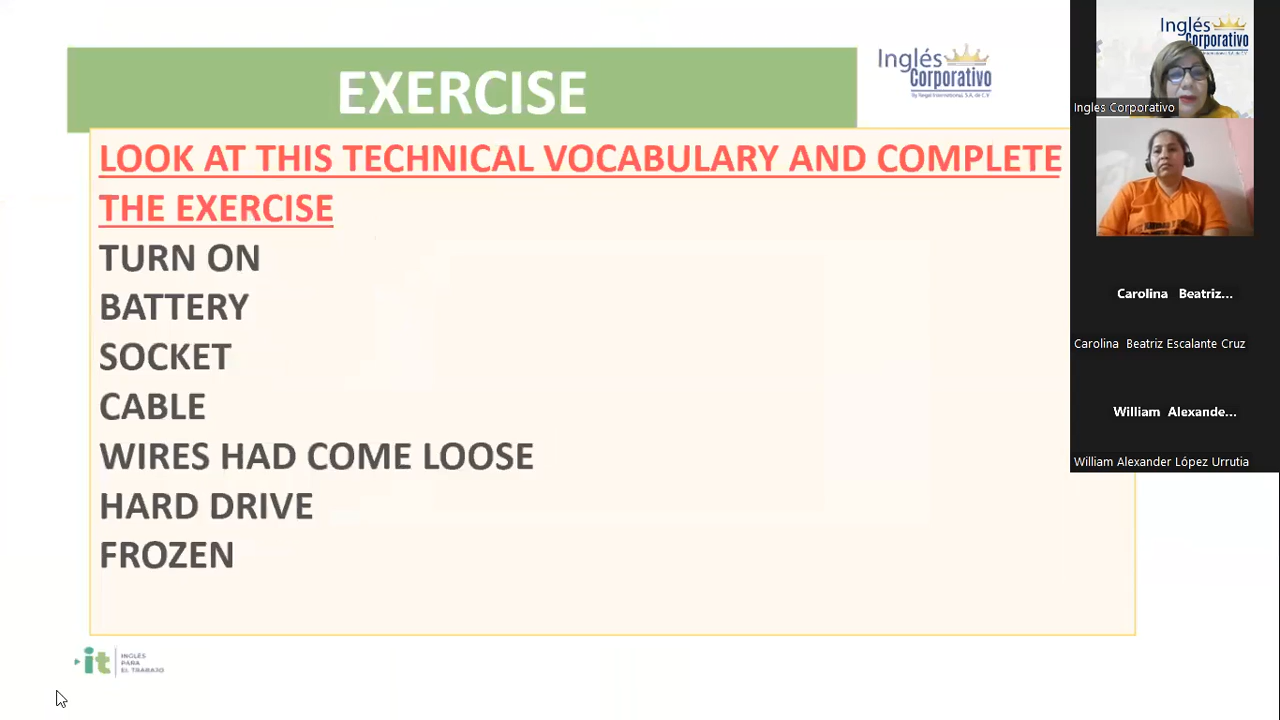 EXERCISE
Inglés
Corporativo
LOOK AT THIS TECHNICAL VOCABULARY AND COMPLETE
THE EXERCISE
TURN ON
BATTERY
SOCKET
CABLE
WIRES HAD COME LOOSE
HARD DRIVE
FROZEN
it
INGLÉS
PARA
EL TRABAJO
Inglés
Corporativo
Ingles Corporativo
Carolina Beatriz...
Carolina Beatriz Escalante Cruz
William Alexande...
William Alexander López Urrutia